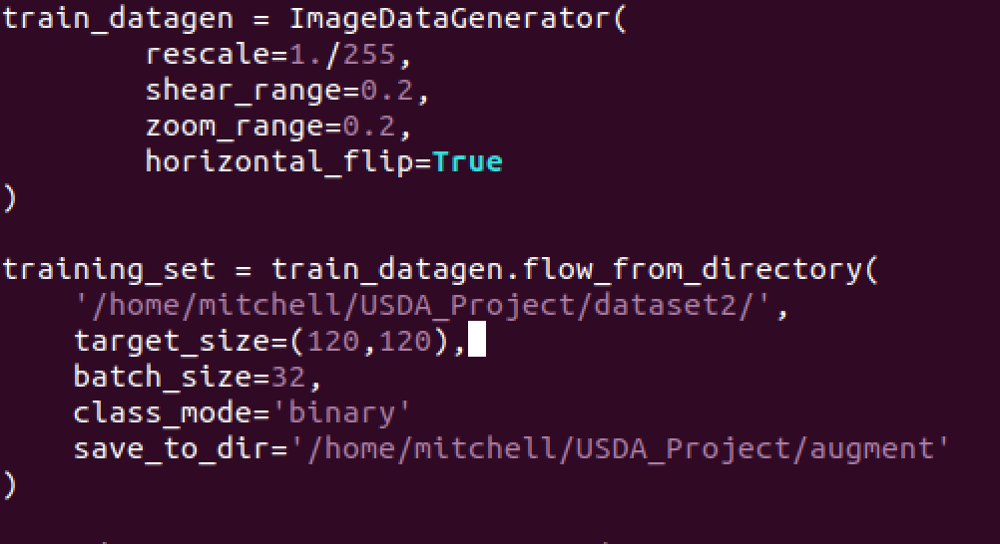 train_datagen = ImageDataGenerator(
        rescale=1./255,
        shear_range=0.2,
        zoom_range=0.2,
        horizontal_flip=True
)

training_set = train_datagen.flow_from_directory(
    '/home/mitchell/USDA_Project/dataset2/',
    target_size=(120,120),
    batch_size=32,
    class_mode='binary'
    save_to_dir='/home/mitchell/USDA_Project/augment'
)